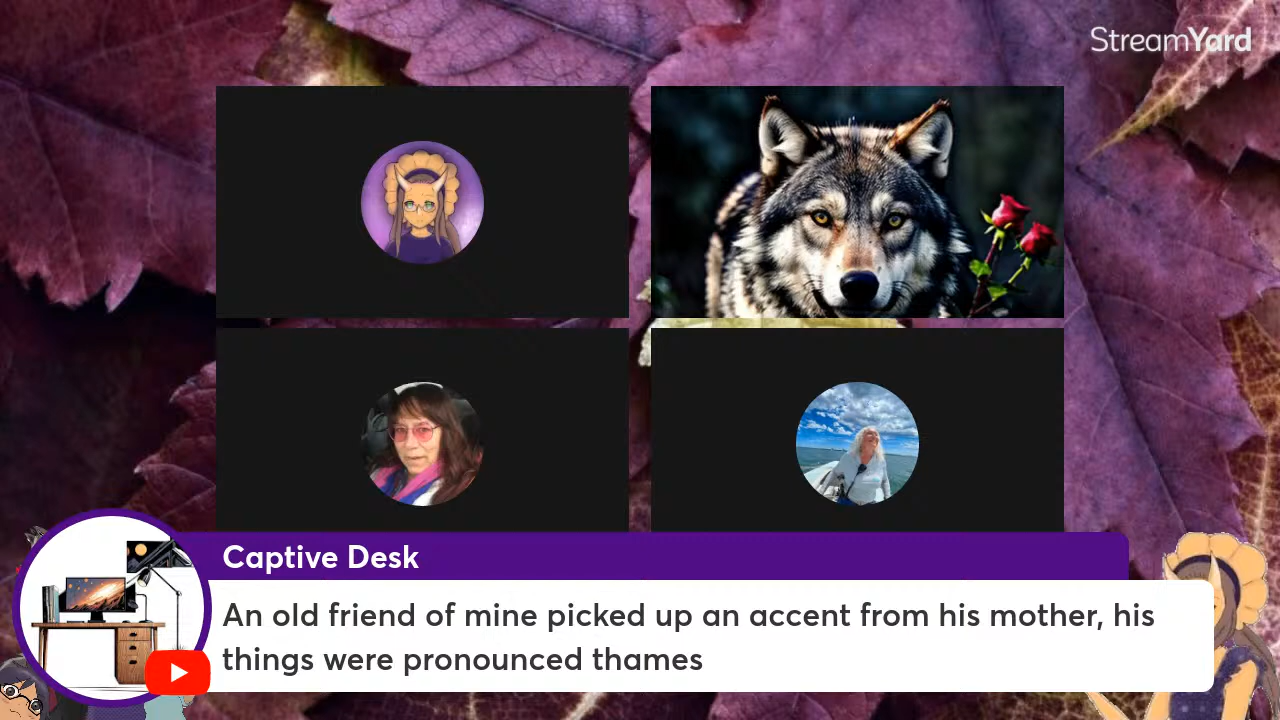 StreamYard
Captive Desk
An old friend of mine picked up an accent from his mother, his
things were pronounced thames